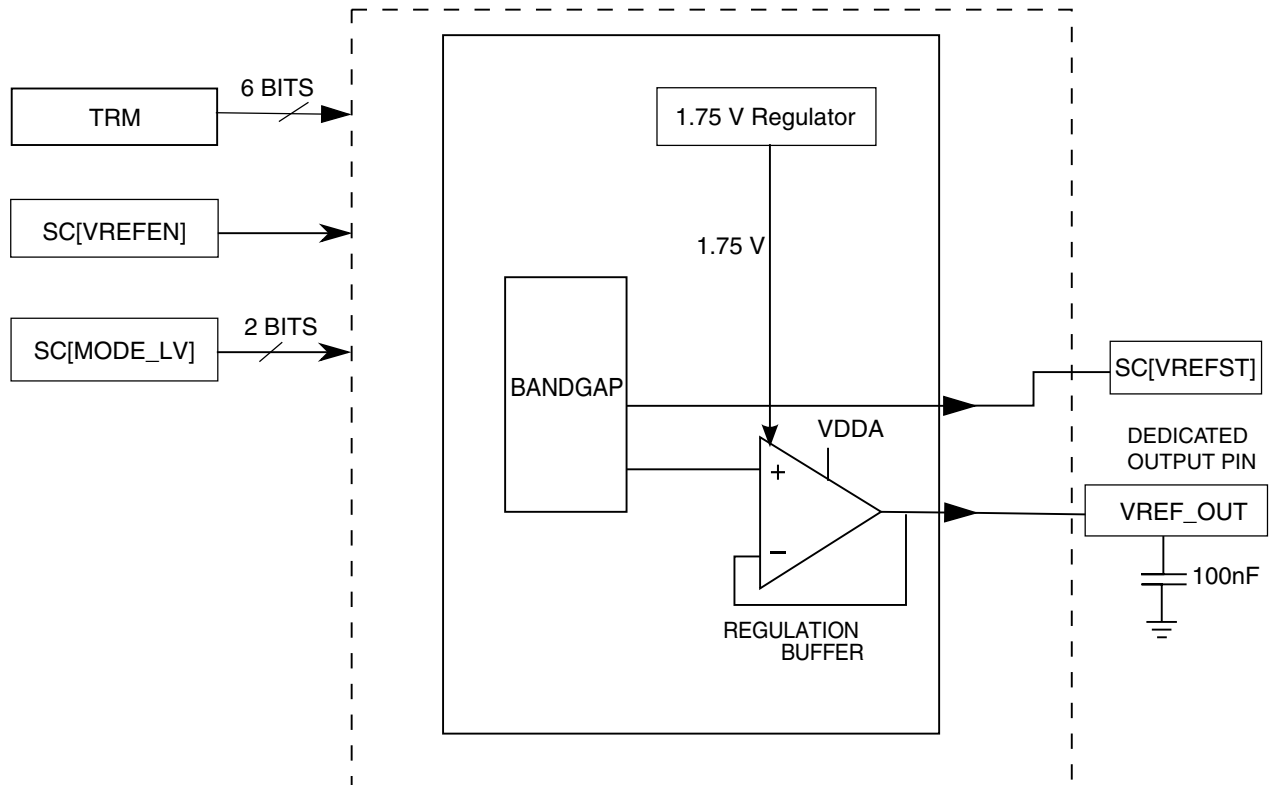 6 BITS
TRM
1.75 V Regulator
SC[VREFEN]
1.75 V
2 BITS
SC[MODE_LV]
SC[VREFST]
BANDGAP
VDDA
DEDICATED
OUTPUT PIN
+
VREF_OUT
−
100nF
REGULATION
BUFFER